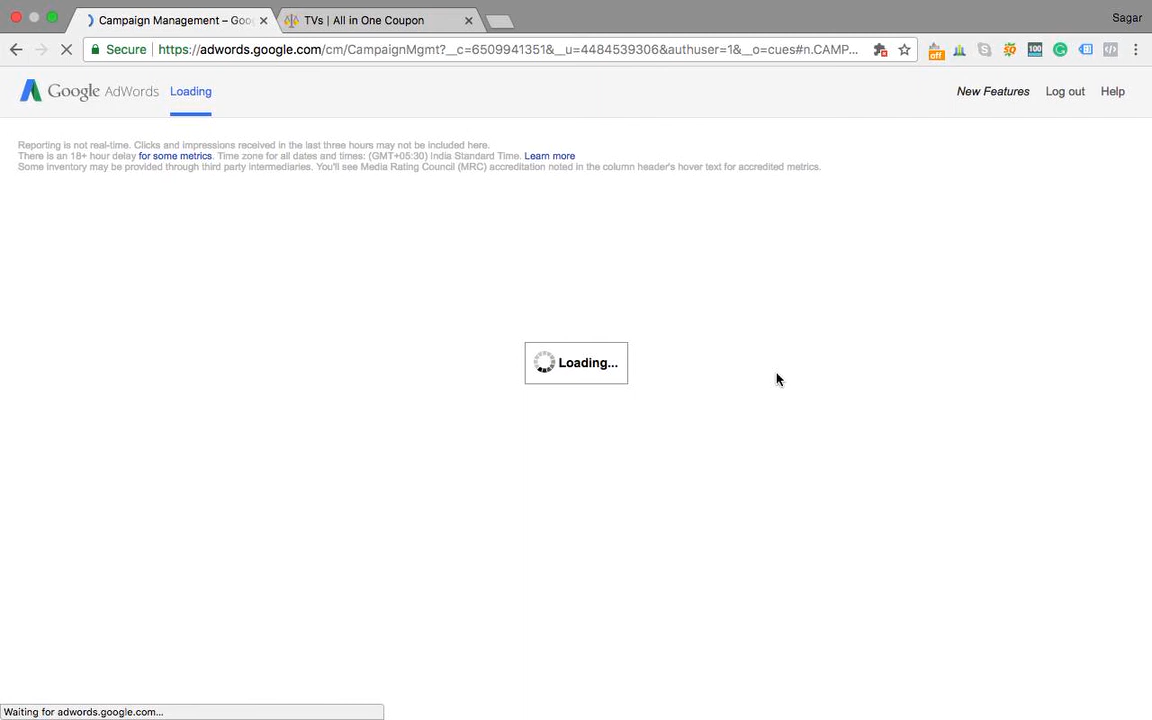 Campaign Management – Goog
TVs | All in One Coupon
Sagar
Secure
https://adwords.google.com/cm/CampaignMgmt?__c=6509941351&__u=4484539306&authuser=1&__o=cues#n.CAMP...
off
100
Google AdWords
Loading
New Features
Log out
Help
Reporting is not real-time. Clicks and impressions received in the last three hours may not be included here.
There is an 18+ hour delay for some metrics. Time zone for all dates and times: (GMT+05:30) India Standard Time. Learn more
Some inventory may be provided through third party intermediaries. You'll see Media Rating Council (MRC) accreditation noted in the column header's hover text for accredited metrics.
Loading...
Waiting for adwords.google.com...